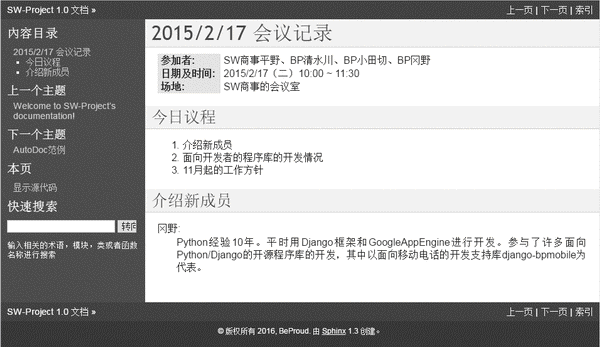 SW-Project 1.0 文档 »
上一页 | 下一页 | 索引
内容目录
2015/2/17 会议记录
今日议程
介绍新成员
上一个主题
Welcome to SW-Project's
documentation!
下一个主题
AutoDoc范例
本页
显示源代码
快速搜索
转向
输入相关的术语，模块，类或者函数
名称进行搜索
2015/2/17 会议记录
参加者: SW商事平野、BP清水川、BP小田切、BP冈野
日期及时间: 2015/2/17（二）10:00 ~ 11:30
场地: SW商事的会议室
今日议程
1. 介绍新成员
2. 面向开发者的程序库的开发情况
3. 11月起的工作方针
介绍新成员
冈野:
Python经验10年。平时用Django框架和GoogleAppEngine进行开发。参与了许多面向
Python/Django的开源程序库的开发，其中以面向移动电话的开发支持库django-bpmobile为
代表。
SW-Project 1.0 文档 »
上一页 | 下一页 | 索引
© 版权所有 2016, BeProud. 由 Sphinx 1.3 创建。